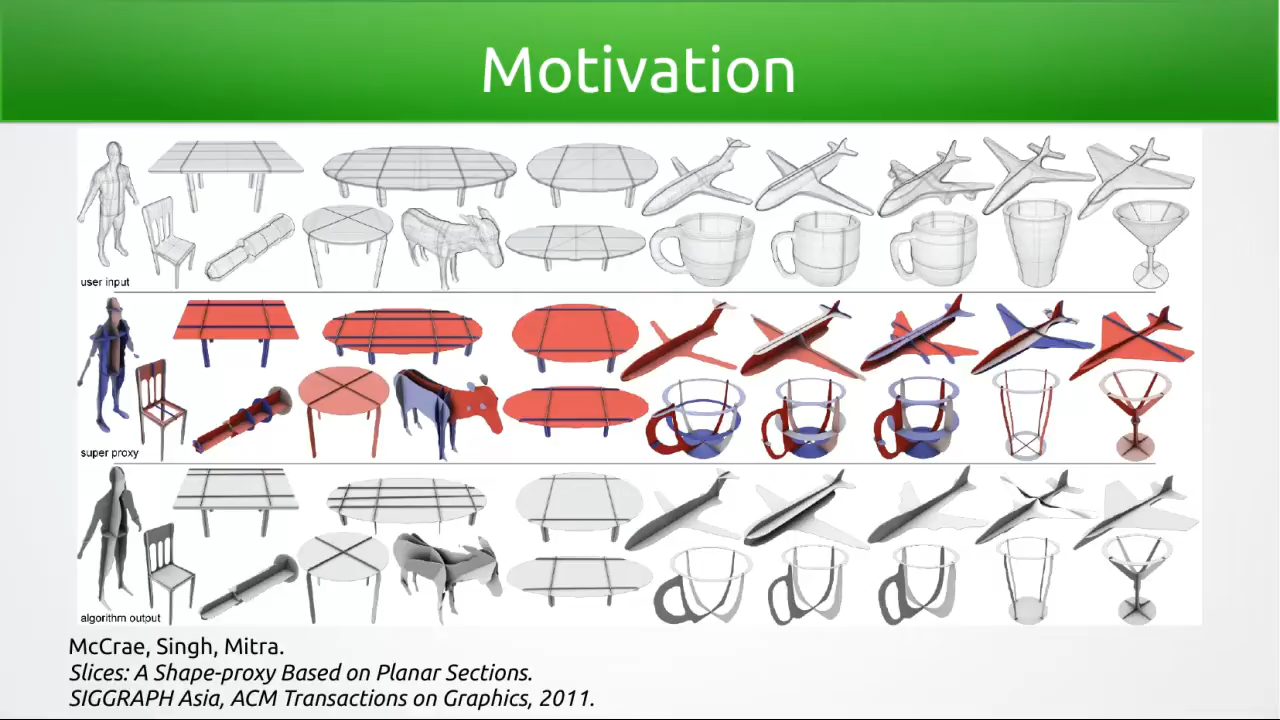 Motivation
user input
super proxy
algorithm output
McCrae, Singh, Mitra.
Slices: A Shape-proxy Based on Planar Sections.
SIGGRAPH Asia, ACM Transactions on Graphics, 2011.